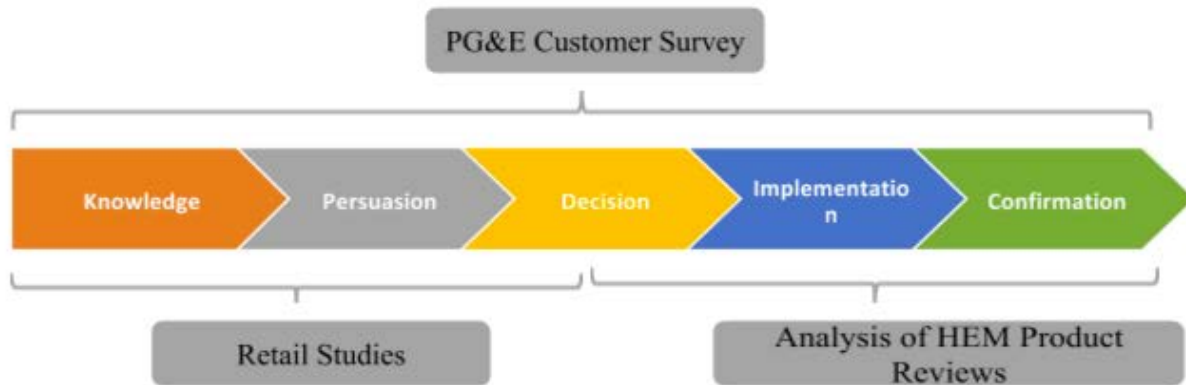 PG&E Customer Survey
Knowledge
Persuasion
Decision
Implementatio
n
Confirmation
Retail Studies
Analysis of HEM Product
Reviews